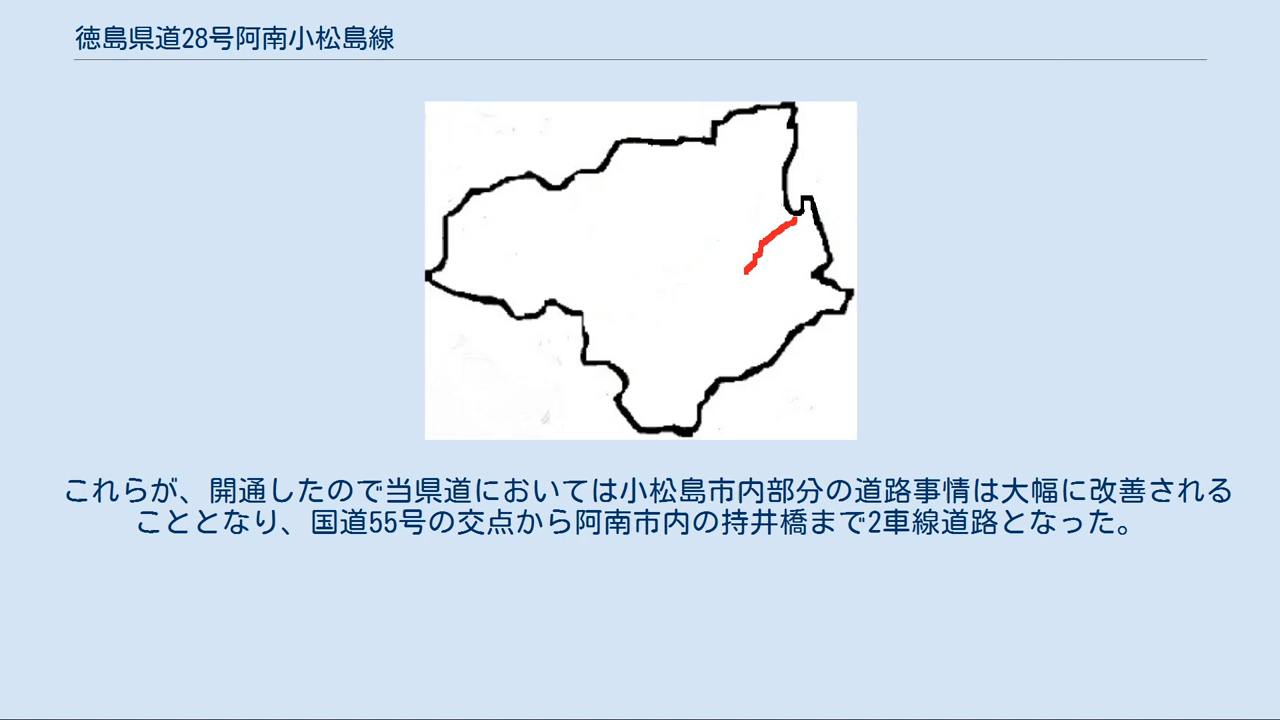 徳島県道28号阿南小松島線
これらが、開通したので当県道においては小松島市内部分の道路事情は大幅に改善される
こととなり、国道55号の交点から阿南市内の持井橋まで2車線道路となった。